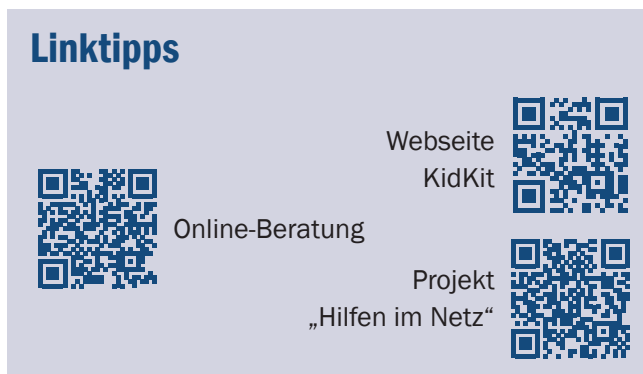 Linktipps
Webseite
KidKit
Online-Beratung
Projekt
„Hilfen im Netz“